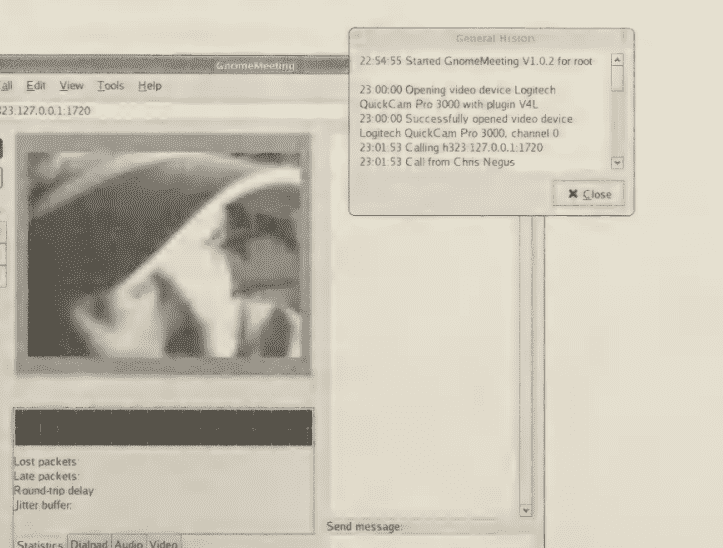 General History
22:54:55 Started GnomeMeeting V1.0.2 for root
23:00:00 Opening video device Logitech
QuickCam Pro 3000 with plugin V4L
23:00:00 Successfully opened video device
Logitech QuickCam Pro 3000, channel 0
23:01:53 Calling h323 127.0.0.1:1720
23:01:53 Call from Chris Negus
Close
GnomeMeeting
all Edit View Tools Help
323.127.0.0.1:1720
Lost packets:
Late packets:
Round-trip delay
Jitter buffer:
Send message:
Statistics Dialpad Audio Video